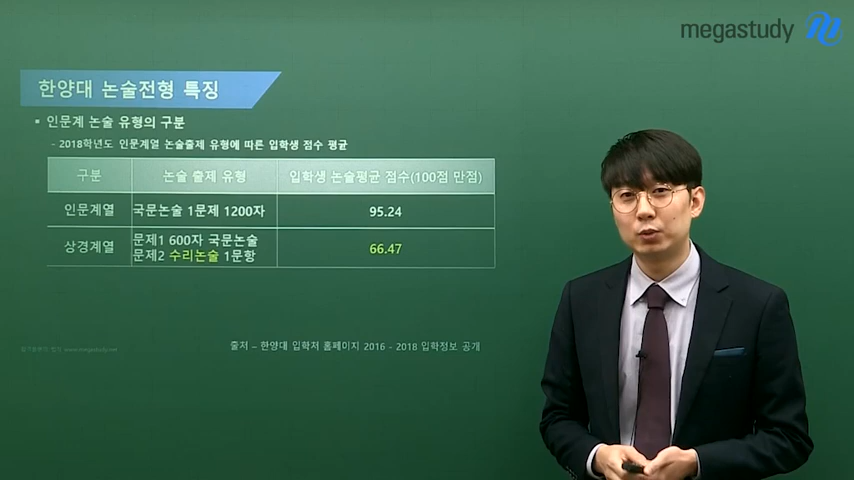 megastudy
한양대 논술전형 특징
▪ 인문계 논술 유형의 구분
- 2018학년도 인문계열 논술출제 유형에 따른 입학생 점수 평균
구분 논술 출제 유형 입학생 논술평균 점수(100점 만점)
인문계열 국문논술 1문제 1200자 95.24
상경계열 문제1 600자 국문논술 66.47
문제2 수리논술 1문항
출처 – 한양대 입학처 홈페이지 2016 - 2018 입학정보 공개
www.megastudy.net